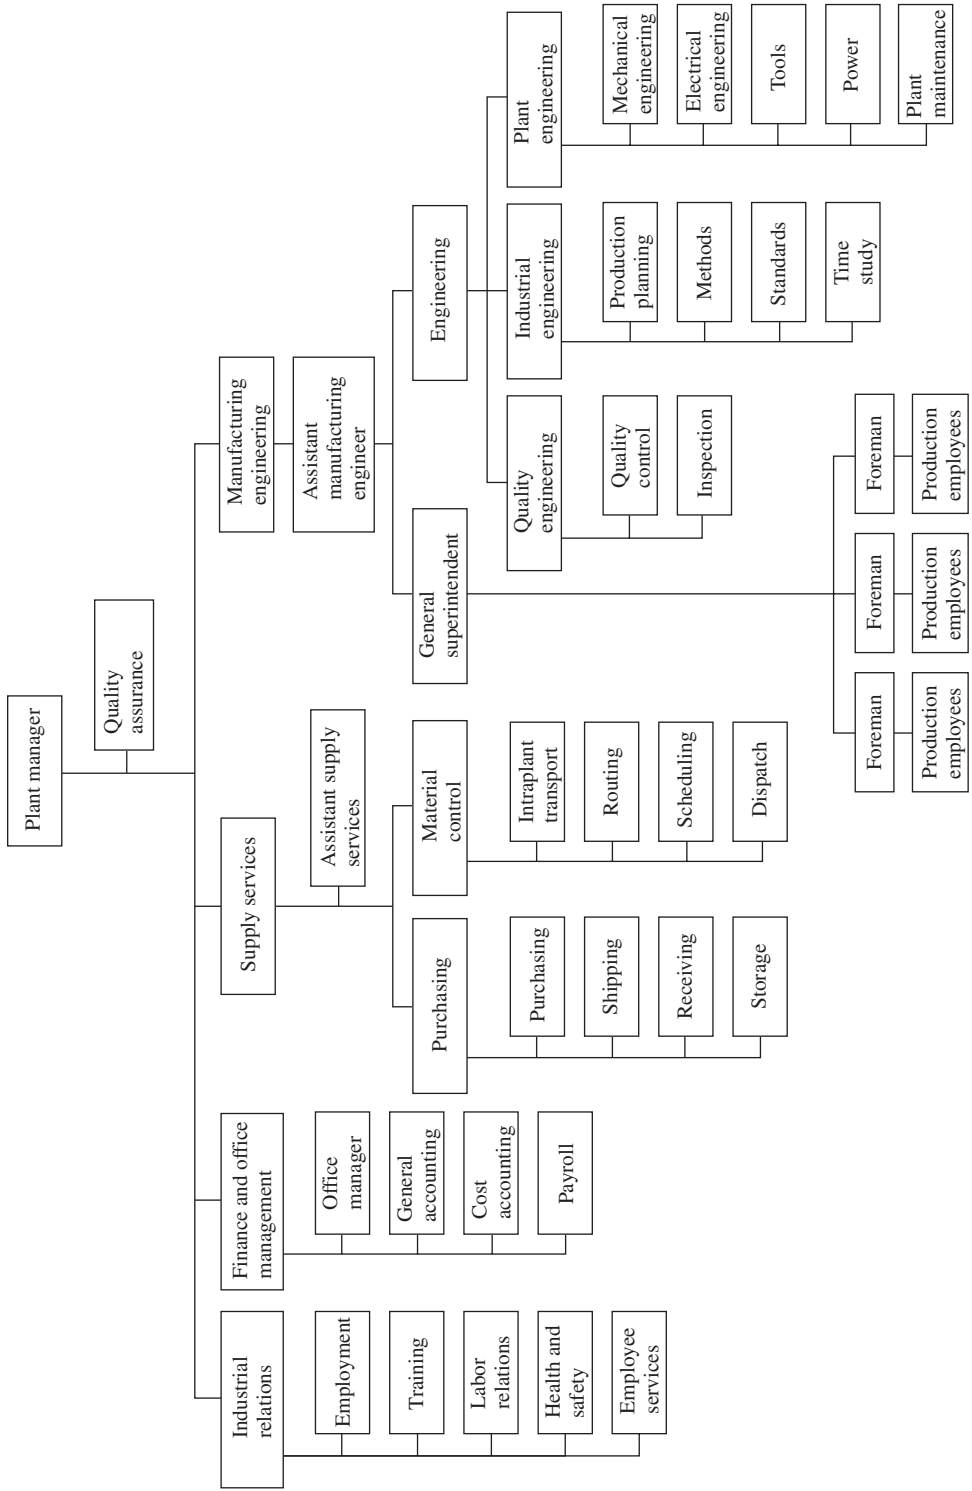 Plant manager
Quality
assurance
Industrial
relations
Employment
Training
Labor
relations
Health and
safety
Employee
services
Finance and office
management
Office
manager
General
accounting
Cost
accounting
Payroll
Supply services
Assistant supply
services
Purchasing
Purchasing
Shipping
Receiving
Storage
Material
control
Intraplant
transport
Routing
Scheduling
Dispatch
Manufacturing
engineering
Assistant
manufacturing
engineer
General
superintendent
Foreman
Production
employees
Foreman
Production
employees
Foreman
Production
employees
Engineering
Quality
engineering
Quality
control
Inspection
Industrial
engineering
Production
planning
Methods
Standards
Time
study
Plant
engineering
Mechanical
engineering
Electrical
engineering
Tools
Power
Plant
maintenance